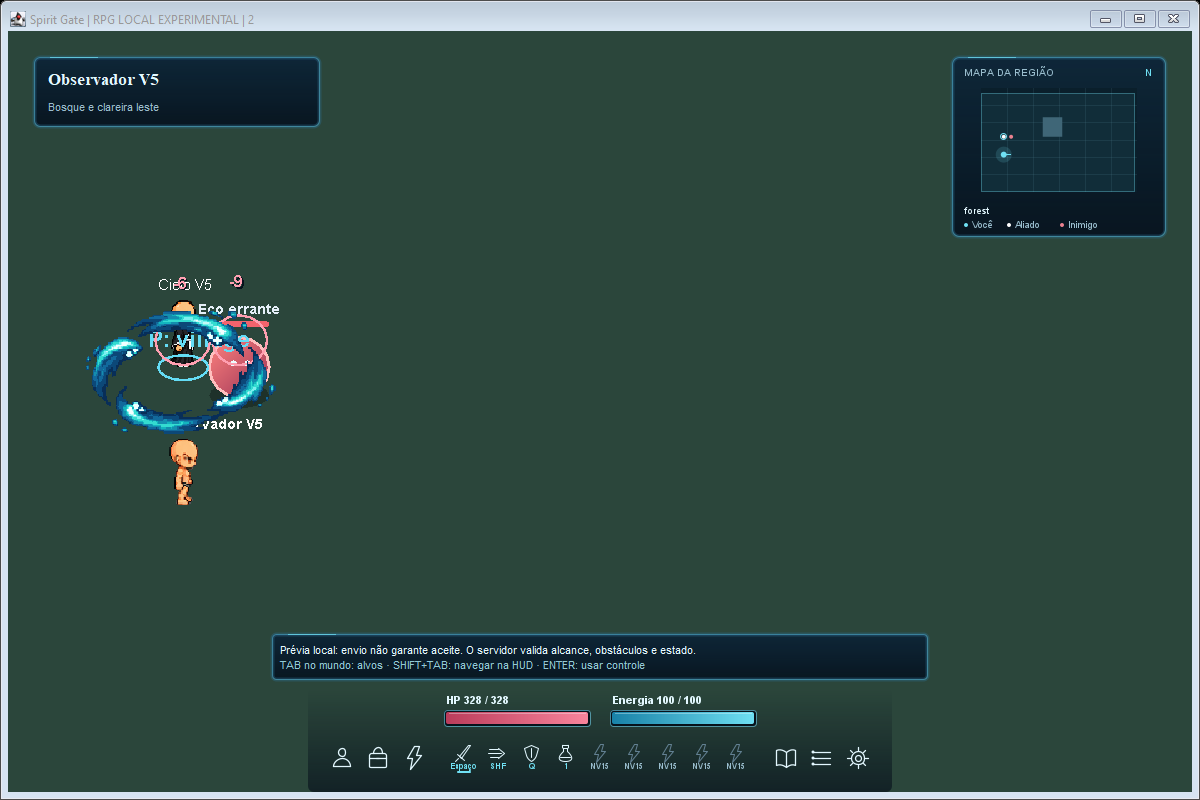 Spirit Gate | RPG LOCAL EXPERIMENTAL | 2
Observador V5
Bosque e clareira leste
MAPA DA REGIÃO
N
forest
Você
Aliado
Inimigo
V5
-6
-9
Eco errante
vador V5
Prévia local: envio não garante aceite. O servidor valida alcance, obstáculos e estado.
TAB no mundo: alvos · SHIFT+TAB: navegar na HUD · ENTER: usar controle
HP 328 / 328
Energia 100 / 100
Espaço
SHF
Q
1
NV15
NV15
NV15
NV15
NV15